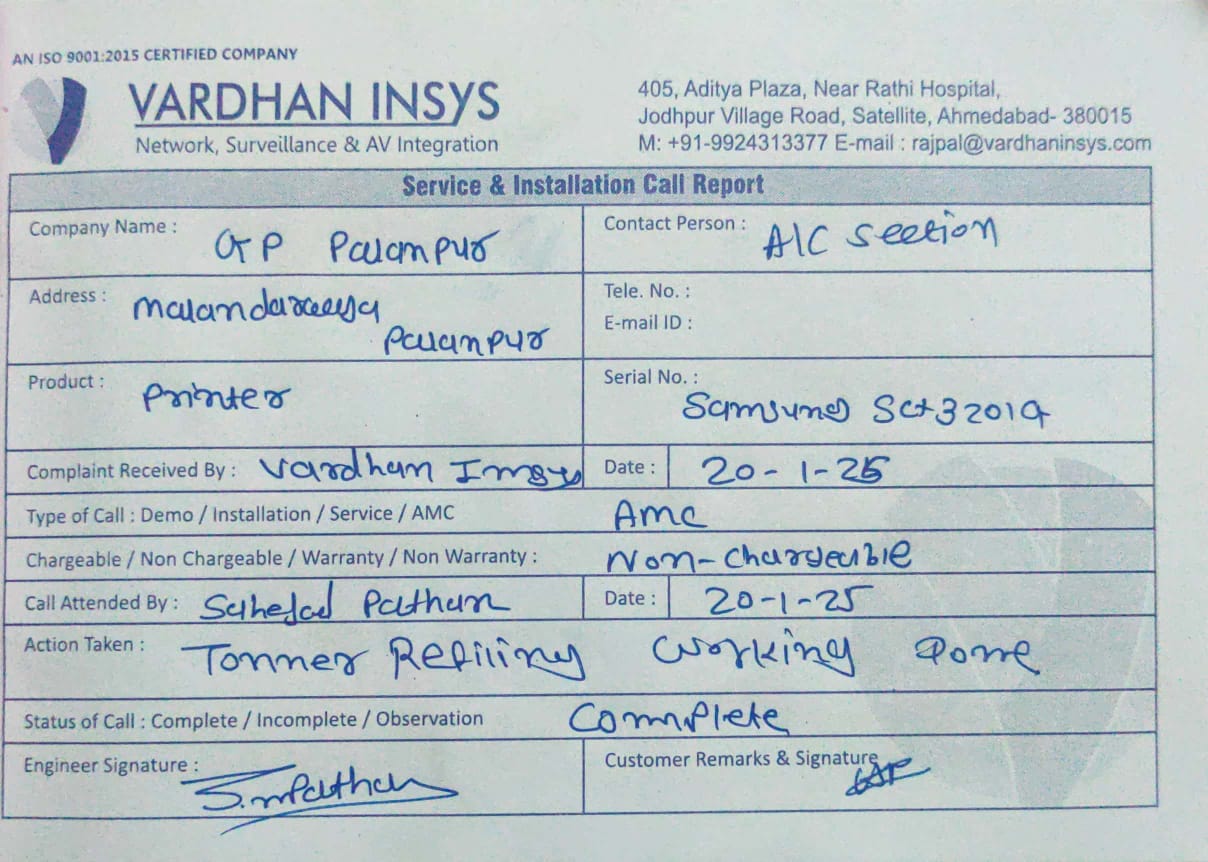 AN ISO 9001:2015 CERTIFIED COMPANY
VARDHAN INSYS
Network, Surveillance & AV Integration
405, Aditya Plaza, Near Rathi Hospital,
Jodhpur Village Road, Satellite, Ahmedabad- 380015
M: +91-9924313377 E-mail : rajpal@vardhaninsys.com
Service & Installation Call Report
Company Name : GP Palanpur
Contact Person : A/C Section
Address : Malandarwaja
Palanpur
Tele. No. :
E-mail ID :
Product : Printer
Serial No. :
Samsung
Complaint Received By : Vardhan Insys Date : 20-1-25
Type of Call : Demo / Installation / Service / AMC AMC
Chargeable / Non Chargeable / Warranty / Non Warranty : Non-Chargeable
Call Attended By : Sahejad Pathan Date : 20-1-25
Action Taken : Tonner Refiling Working Done
Status of Call : Complete / Incomplete / Observation Complete
Engineer Signature : S.m Pathan
Customer Remarks & Signature